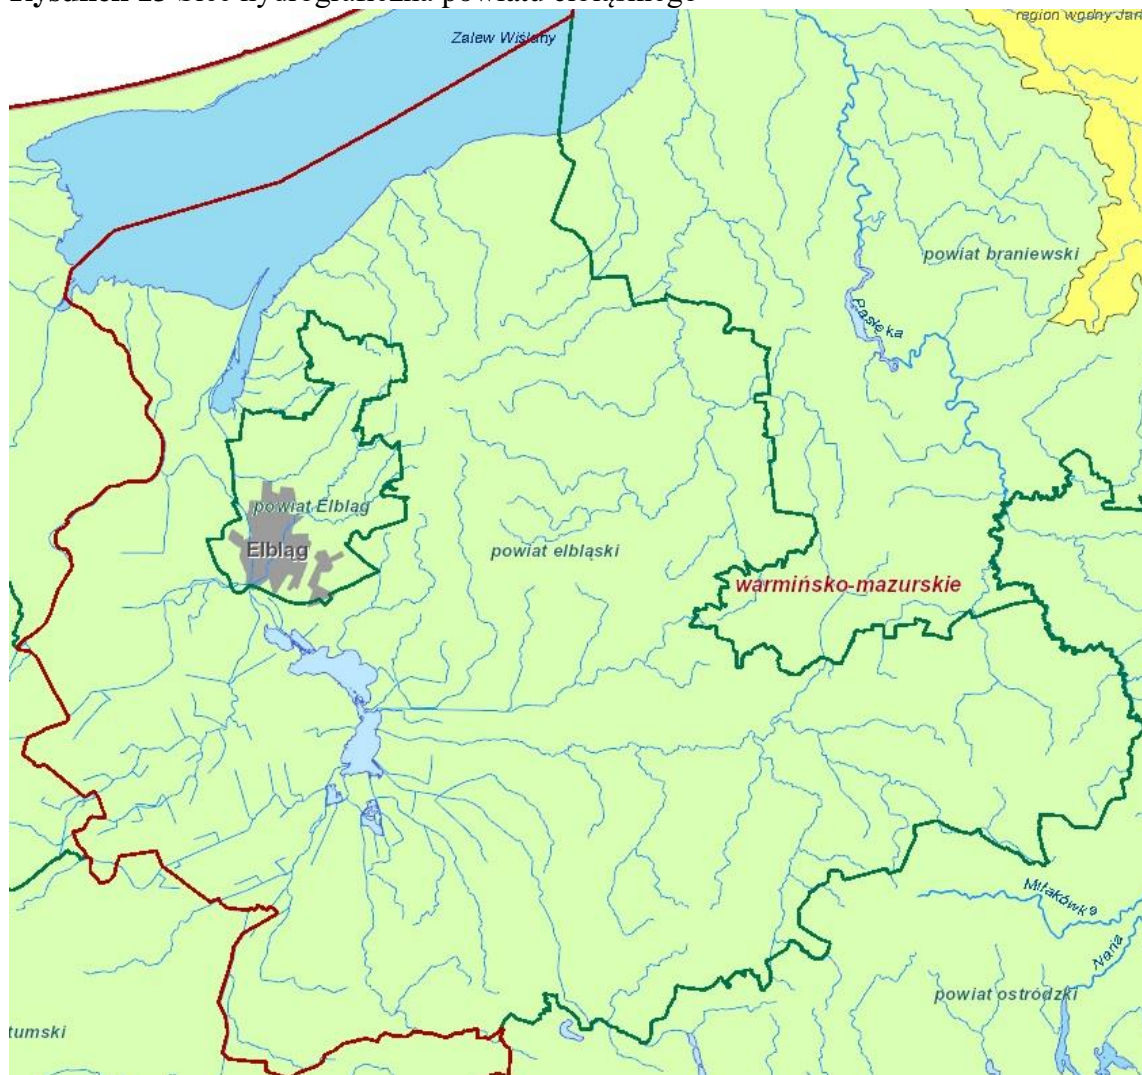 Zalew Wiślany
region wodny Jar
powiat braniewski
Pasłęka
powiat Elbląg
Elbląg
powiat elbląski
warmińsko-mazurskie
Miłakówka
Naria
powiat ostródzki
tumski